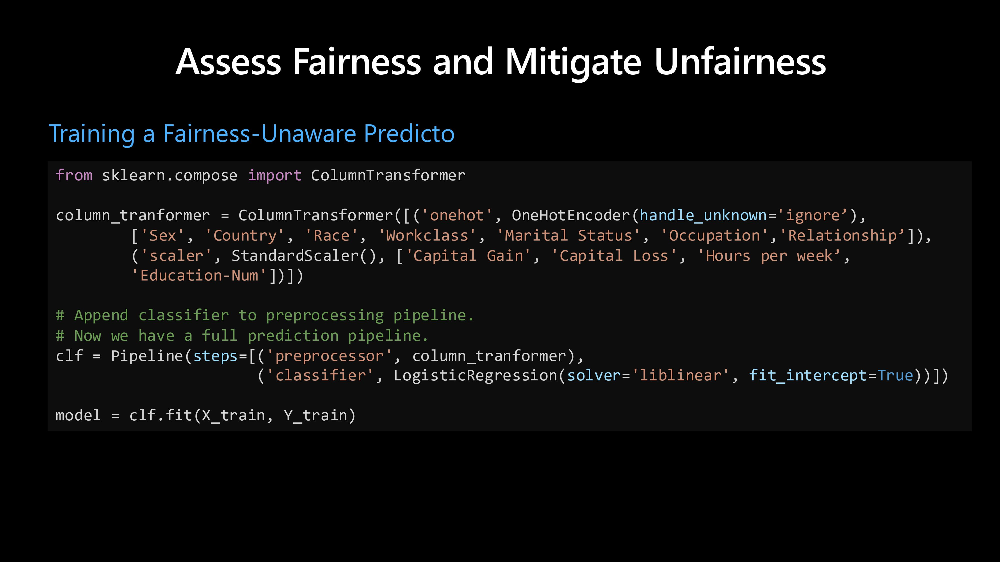 Assess Fairness and Mitigate Unfairness
Training a Fairness-Unaware Predicto
from sklearn.compose import ColumnTransformer
column_tranformer = ColumnTransformer([('onehot', OneHotEncoder(handle_unknown='ignore’),
['Sex', 'Country', 'Race', 'Workclass', 'Marital Status', 'Occupation','Relationship’]),
('scaler', StandardScaler(), ['Capital Gain', 'Capital Loss', 'Hours per week’,
'Education-Num'])])
# Append classifier to preprocessing pipeline.
# Now we have a full prediction pipeline.
clf = Pipeline(steps=[('preprocessor', column_tranformer),
('classifier', LogisticRegression(solver='liblinear', fit_intercept=True))])
model = clf.fit(X_train, Y_train)